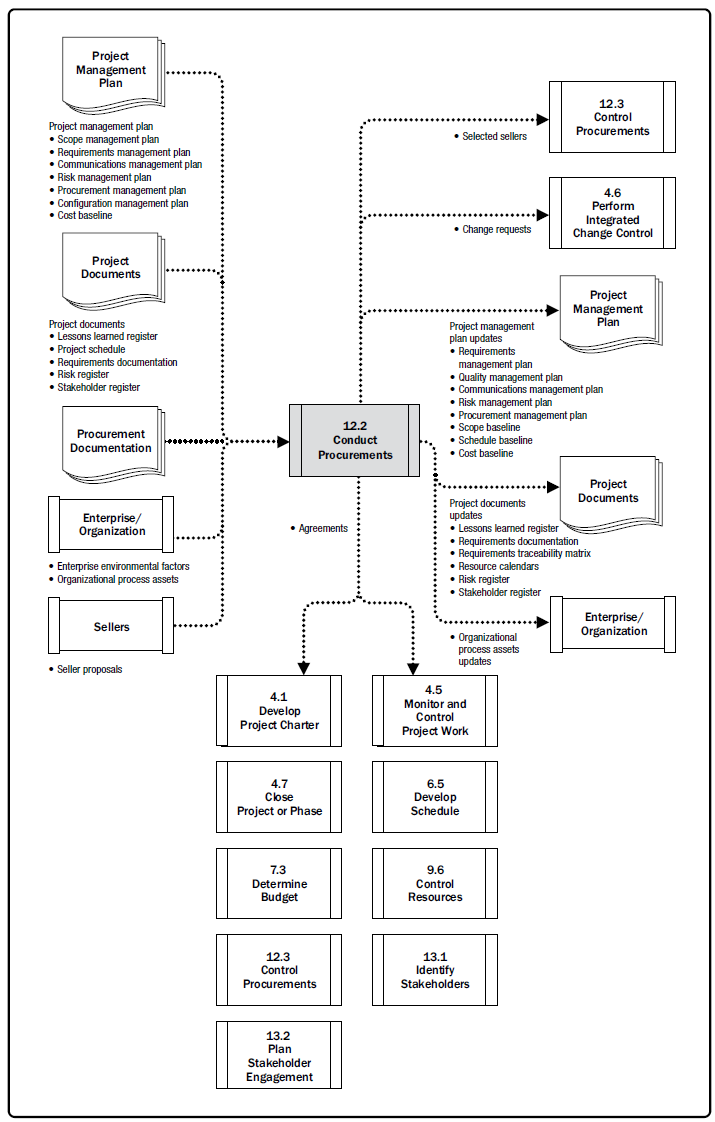 Project
Management
Plan
Project management plan
• Scope management plan
• Requirements management plan
• Communications management plan
• Risk management plan
• Procurement management plan
• Configuration management plan
• Cost baseline
Project
Documents
Project documents
• Lessons learned register
• Project schedule
• Requirements documentation
• Risk register
• Stakeholder register
Procurement
Documentation
Enterprise/
Organization
• Enterprise environmental factors
• Organizational process assets
Sellers
• Seller proposals
12.2
Conduct
Procurements
• Selected sellers
12.3
Control
Procurements
• Change requests
4.6
Perform
Integrated
Change Control
Project
Management
Plan
Project management
plan updates
• Requirements
management plan
• Quality management plan
• Communications management plan
• Risk management plan
• Procurement management plan
• Scope baseline
• Schedule baseline
• Cost baseline
Project
Documents
Project documents
updates
• Lessons learned register
• Requirements documentation
• Requirements traceability matrix
• Resource calendars
• Risk register
• Stakeholder register
Enterprise/
Organization
• Organizational
process assets
updates
• Agreements
4.1
Develop
Project Charter
4.5
Monitor and
Control
Project Work
4.7
Close
Project or Phase
6.5
Develop
Schedule
7.3
Determine
Budget
9.6
Control
Resources
12.3
Control
Procurements
13.1
Identify
Stakeholders
13.2
Plan
Stakeholder
Engagement